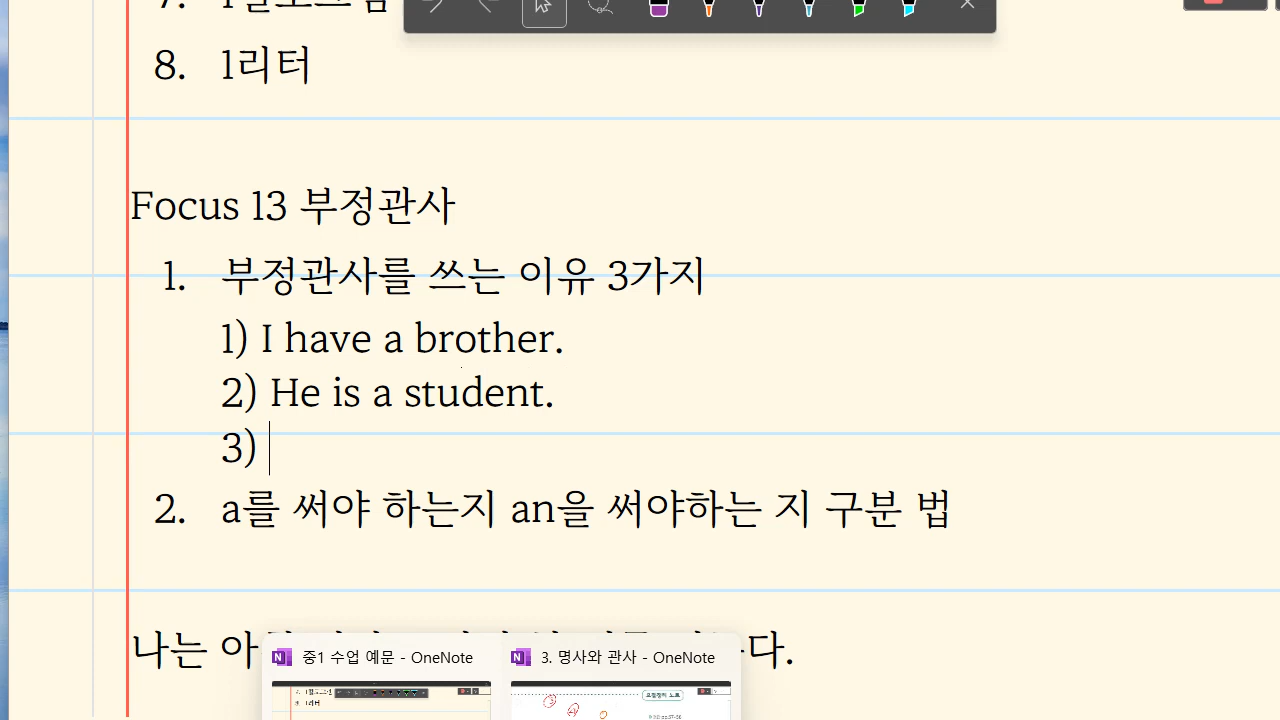 8. 1리터
Focus 13 부정관사
1. 부정관사를 쓰는 이유 3가지
1) I have a brother.
2) He is a student.
3)
2. a를 써야 하는지 an을 써야하는 지 구분 법
나는
중1 수업 예문 - OneNote
3. 명사와 관사 - OneNote
1리터